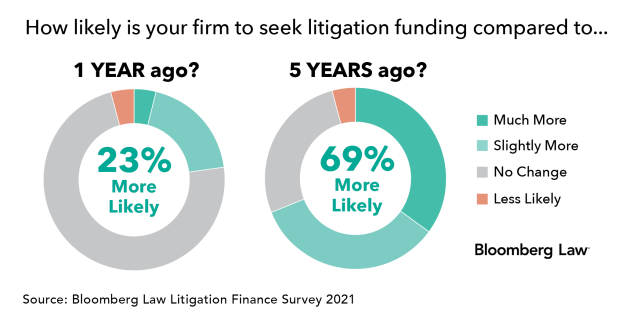 How likely is your firm to seek litigation funding compared to...
1 YEAR ago?
5 YEARS ago?
23%
More
Likely
69%
More
Likely
Much More
Slightly More
No Change
Less Likely
Bloomberg Law
Source: Bloomberg Law Litigation Finance Survey 2021